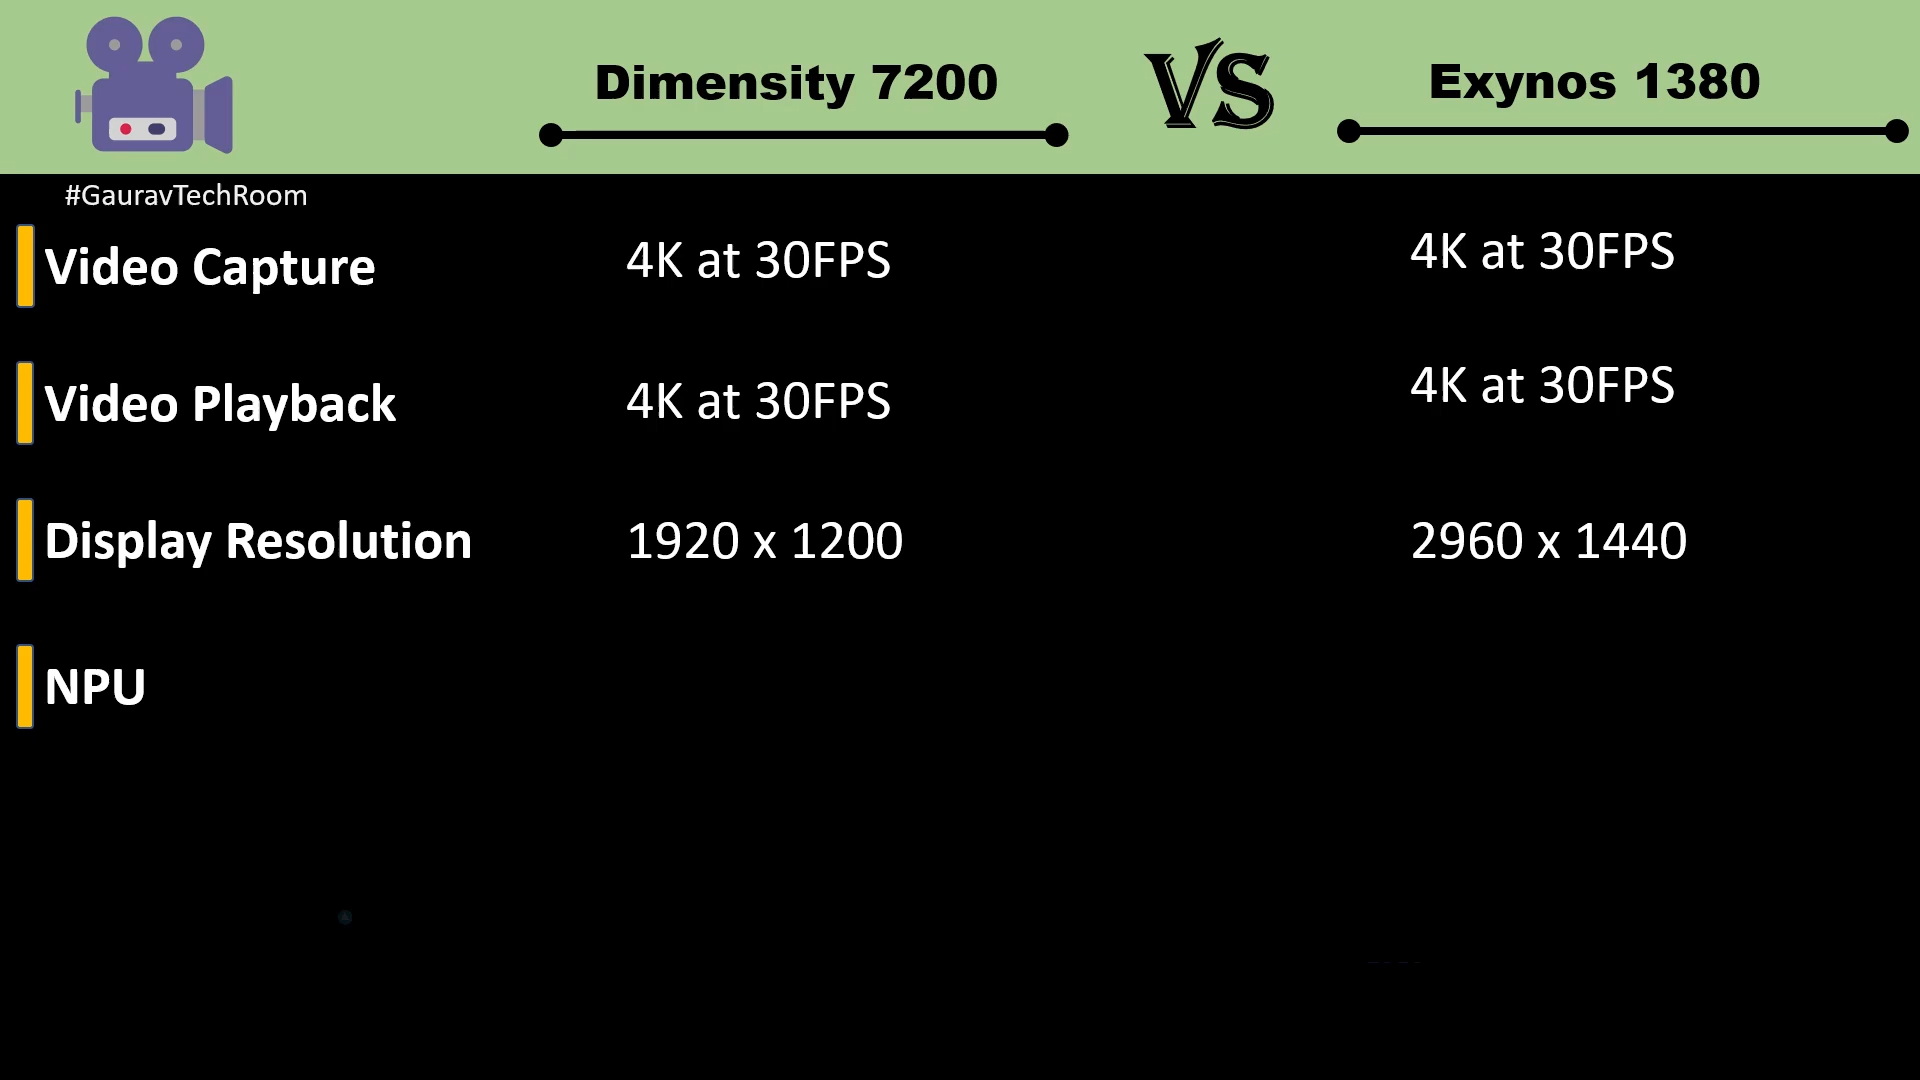 Dimensity 7200 VS Exynos 1380
#GauravTechRoom
Video Capture 4K at 30FPS 4K at 30FPS
Video Playback 4K at 30FPS 4K at 30FPS
Display Resolution 1920 x 1200 2960 x 1440
NPU